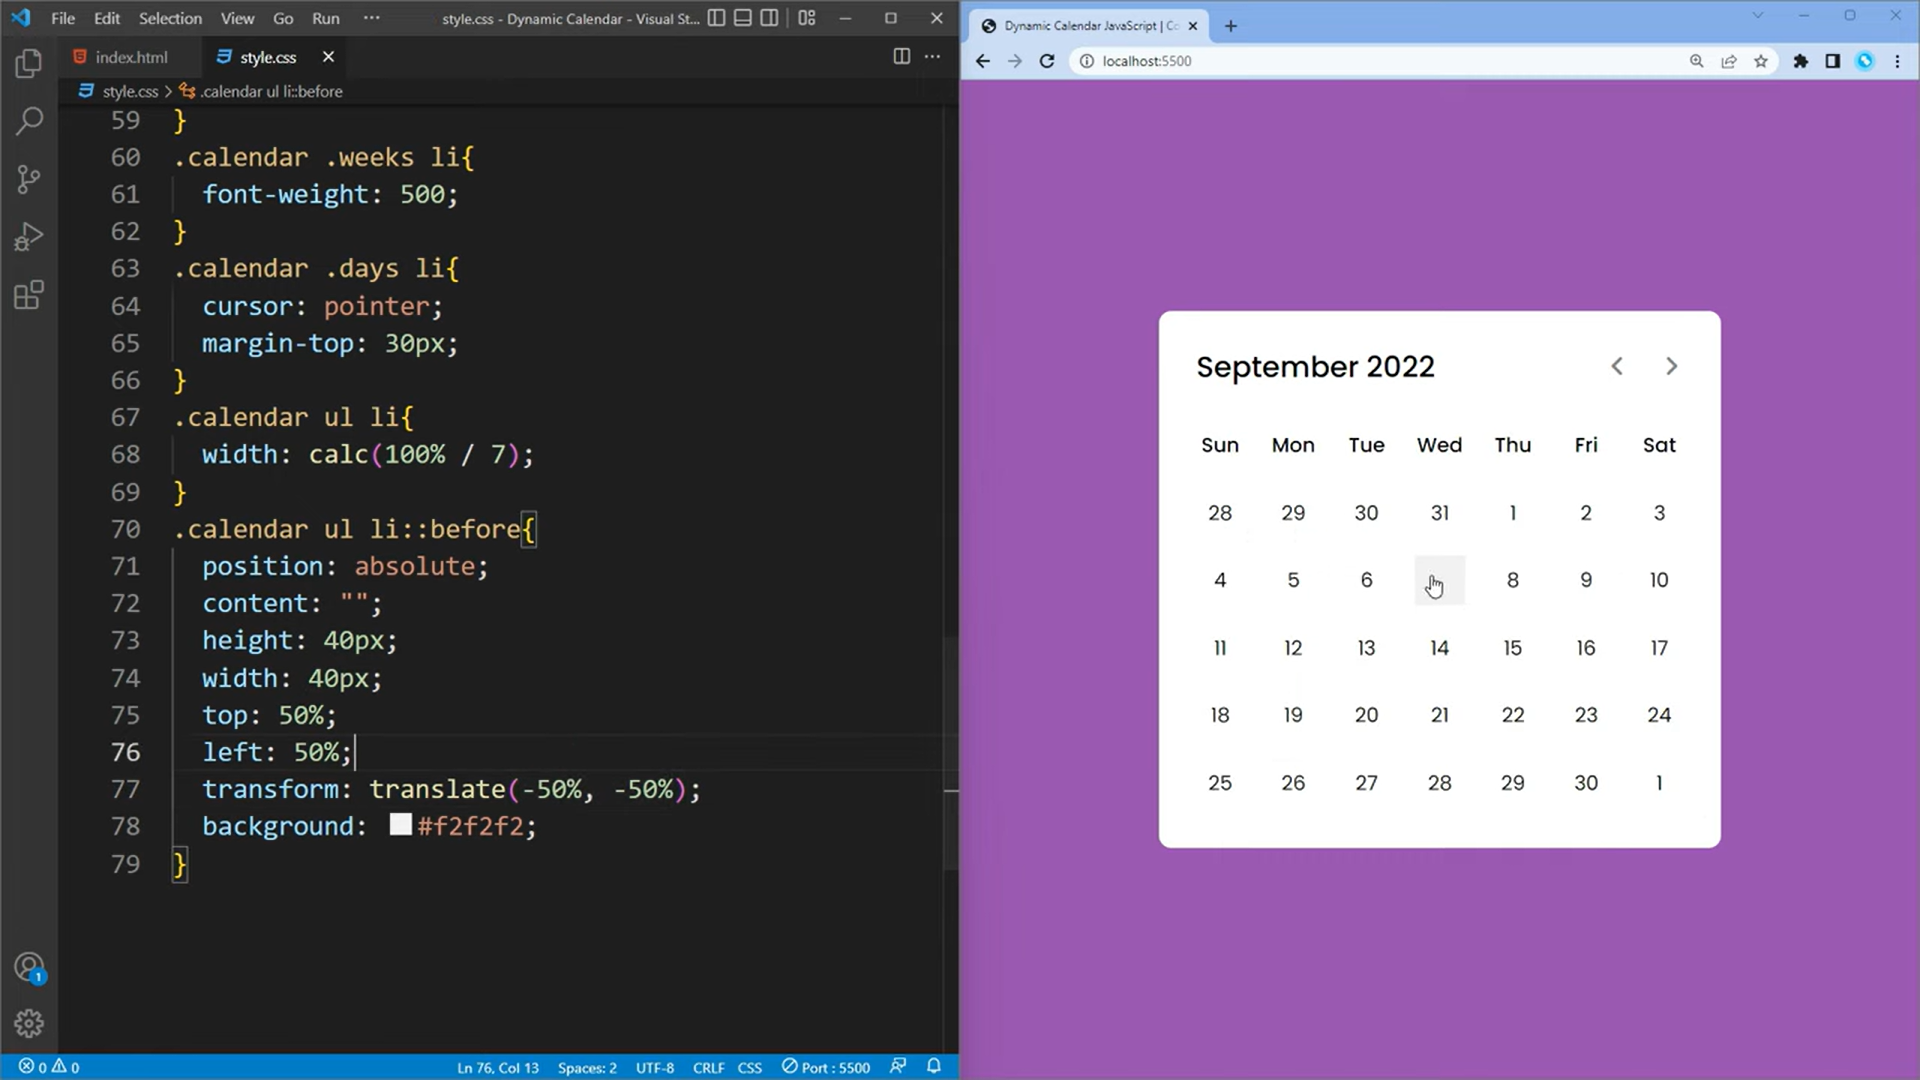 File Edit Selection View Go Run ··· style.css - Dynamic Calendar - Visual St...
index.html style.css
style.css > .calendar ul li::before
59 }
60 .calendar .weeks li{
61 font-weight: 500;
62 }
63 .calendar .days li{
64 cursor: pointer;
65 margin-top: 30px;
66 }
67 .calendar ul li{
68 width: calc(100% / 7);
69 }
70 .calendar ul li::before{
71 position: absolute;
72 content: "";
73 height: 40px;
74 width: 40px;
75 top: 50%;
76 left: 50%;
77 transform: translate(-50%, -50%);
78 background: #f2f2f2;
79 }
1
0 0 Ln 76, Col 13 Spaces: 2 UTF-8 CRLF CSS Port : 5500
Dynamic Calendar JavaScript |
localhost:5500
September 2022
Sun Mon Tue Wed Thu Fri Sat
28 29 30 31 1 2 3
4 5 6 8 9 10
11 12 13 14 15 16 17
18 19 20 21 22 23 24
25 26 27 28 29 30 1